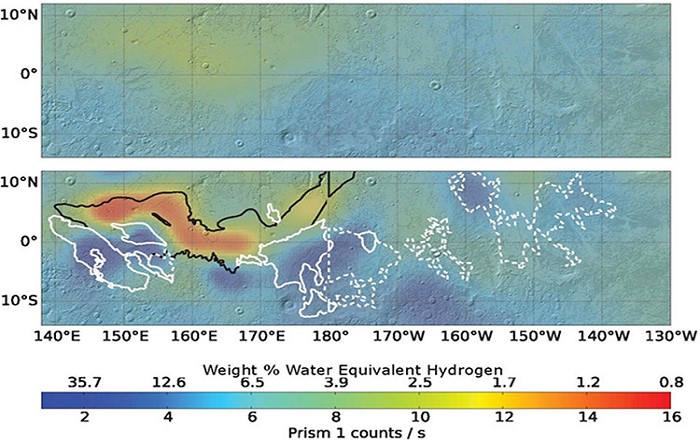 10°N
0°
10°S
10°N
0°
10°S
140°E 150°E 160°E 170°E 180° 170°W 160°W 150°W 140°W 130°W
Weight % Water Equivalent Hydrogen
35.7 12.6 6.5 3.9 2.5 1.7 1.2 0.8
2 4 6 8 10 12 14 16
Prism 1 counts / s